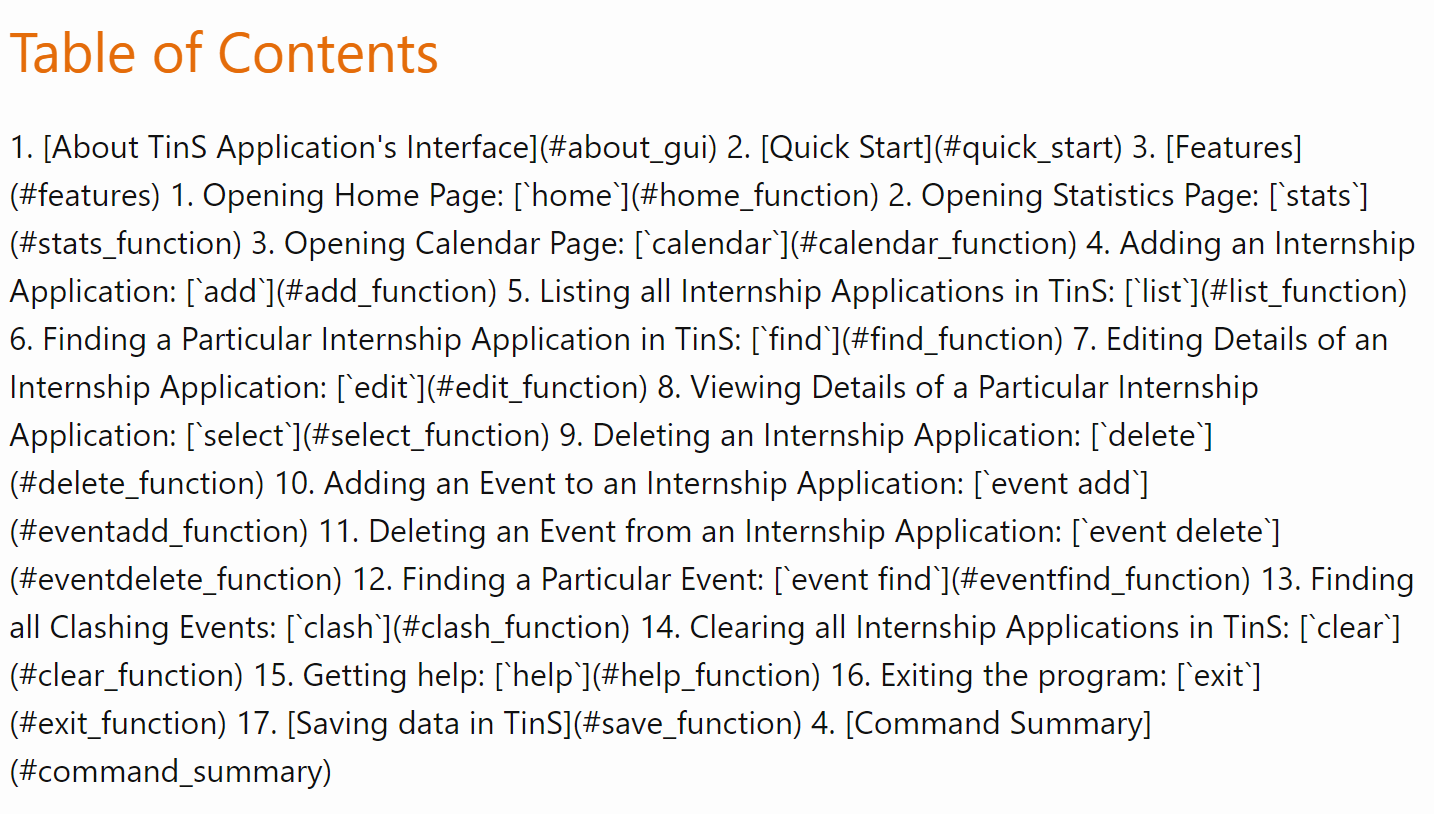 Table of Contents
1. [About TinS Application's Interface](#about_gui) 2. [Quick Start](#quick_start) 3. [Features]
(#features) 1. Opening Home Page: [`home`](#home_function) 2. Opening Statistics Page: [`stats`]
(#stats_function) 3. Opening Calendar Page: [`calendar`](#calendar_function) 4. Adding an Internship
Application: [`add`](#add_function) 5. Listing all Internship Applications in TinS: [`list`](#list_function)
6. Finding a Particular Internship Application in TinS: [`find`](#find_function) 7. Editing Details of an
Internship Application: [`edit`](#edit_function) 8. Viewing Details of a Particular Internship
Application: [`select`](#select_function) 9. Deleting an Internship Application: [`delete`]
(#delete_function) 10. Adding an Event to an Internship Application: [`event add`]
(#eventadd_function) 11. Deleting an Event from an Internship Application: [`event delete`]
(#eventdelete_function) 12. Finding a Particular Event: [`event find`](#eventfind_function) 13. Finding
all Clashing Events: [`clash`](#clash_function) 14. Clearing all Internship Applications in TinS: [`clear`]
(#clear_function) 15. Getting help: [`help`](#help_function) 16. Exiting the program: [`exit`]
(#exit_function) 17. [Saving data in TinS](#save_function) 4. [Command Summary]
(#command_summary)